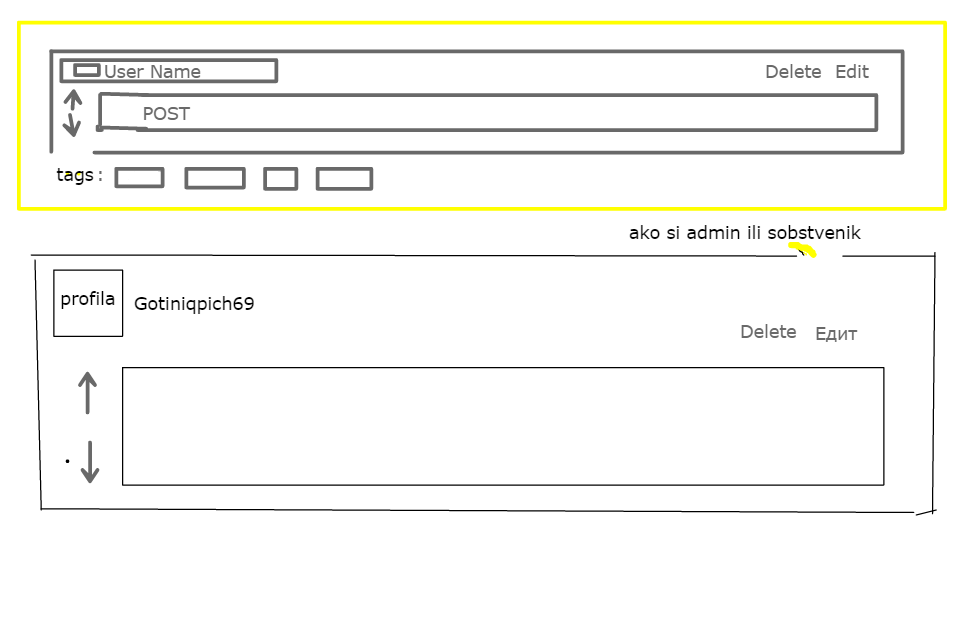 User Name
Delete Edit
POST
tags:
ako si admin ili sobstvenik
profila
Gotiniqpich69
Delete Едит